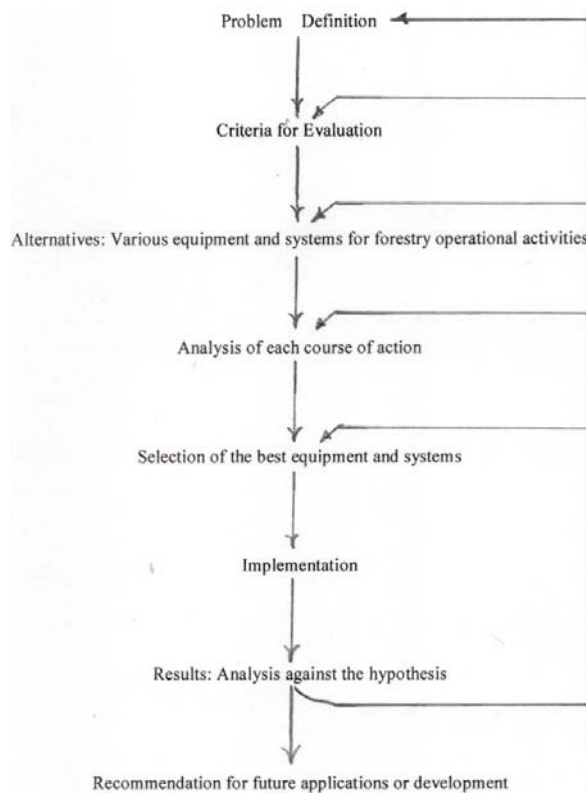 Problem Definition
Criteria for Evaluation
Alternatives: Various equipment and systems for forestry operational activities
Analysis of each course of action
Selection of the best equipment and systems
Implementation
Results: Analysis against the hypothesis
Recommendation for future applications or development